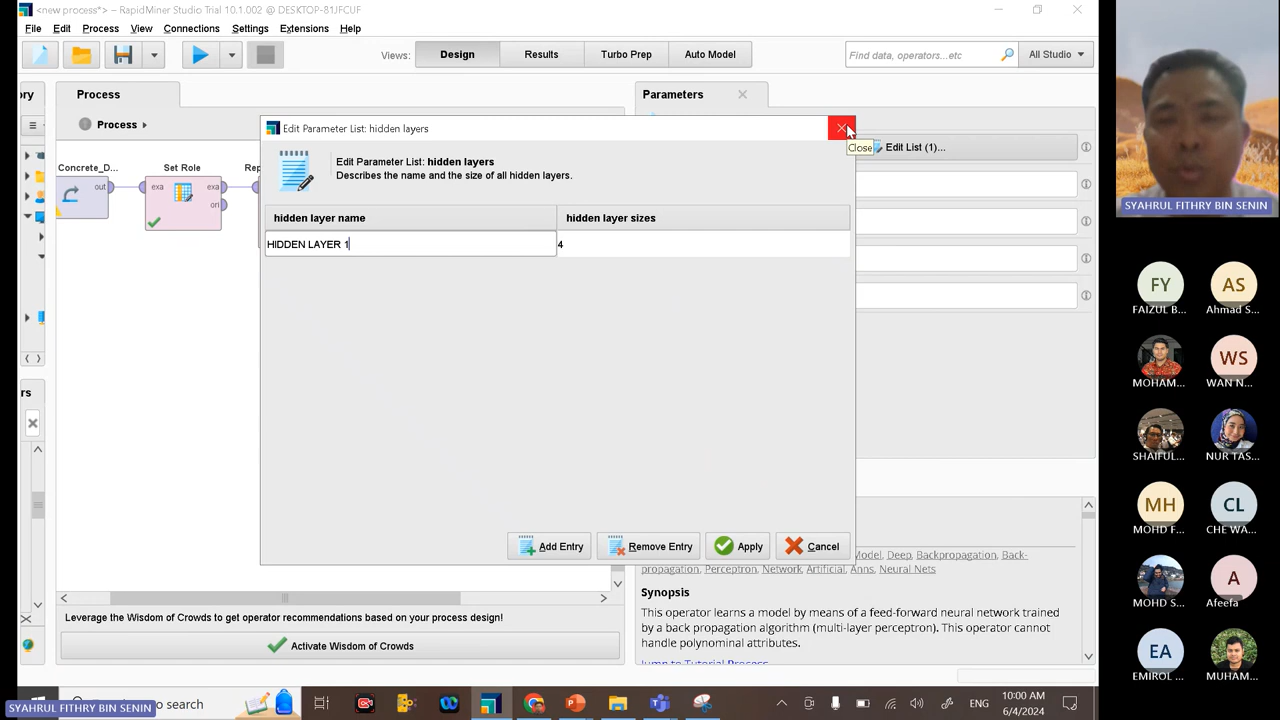 <new process*> – RapidMiner Studio Trial 10.1.002 @ DESKTOP-81JFCUF
File Edit Process View Connections Settings Extensions Help
Views: Design Results Turbo Prep Auto Model
Find data, operators...etc
All Studio
ory
Process
Parameters
Process
Edit Parameter List: hidden layers
Close
Edit List (1)...
Edit Parameter List: hidden layers
Describes the name and the size of all hidden layers.
Concrete_D...
Set Role
Rep
out
exa
exa
ori
hidden layer name
hidden layer sizes
HIDDEN LAYER 1
4
rs
Add Entry
Remove Entry
Apply
Cancel
Model, Deep, Backpropagation, Back-
propagation, Perceptron, Network, Artificial, Anns, Neural Nets
Synopsis
This operator learns a model by means of a feed-forward neural network trained
by a back propagation algorithm (multi-layer perceptron). This operator cannot
handle polynominal attributes.
Jump to Tutorial Process
Leverage the Wisdom of Crowds to get operator recommendations based on your process design!
Activate Wisdom of Crowds
o search
10:00 AM
6/4/2024
SYAHRUL FITHRY BIN SENIN
SYAHRUL FITHRY BIN SENIN
FY
AS
FAIZUL B...
Ahmad S...
WS
MOHAM...
WAN N...
SHAIFUL...
NUR TAS...
MH
CL
MOHD F...
CHE WA...
A
MOHD S...
Afeefa
EA
EMIROL ...
MUHAM...